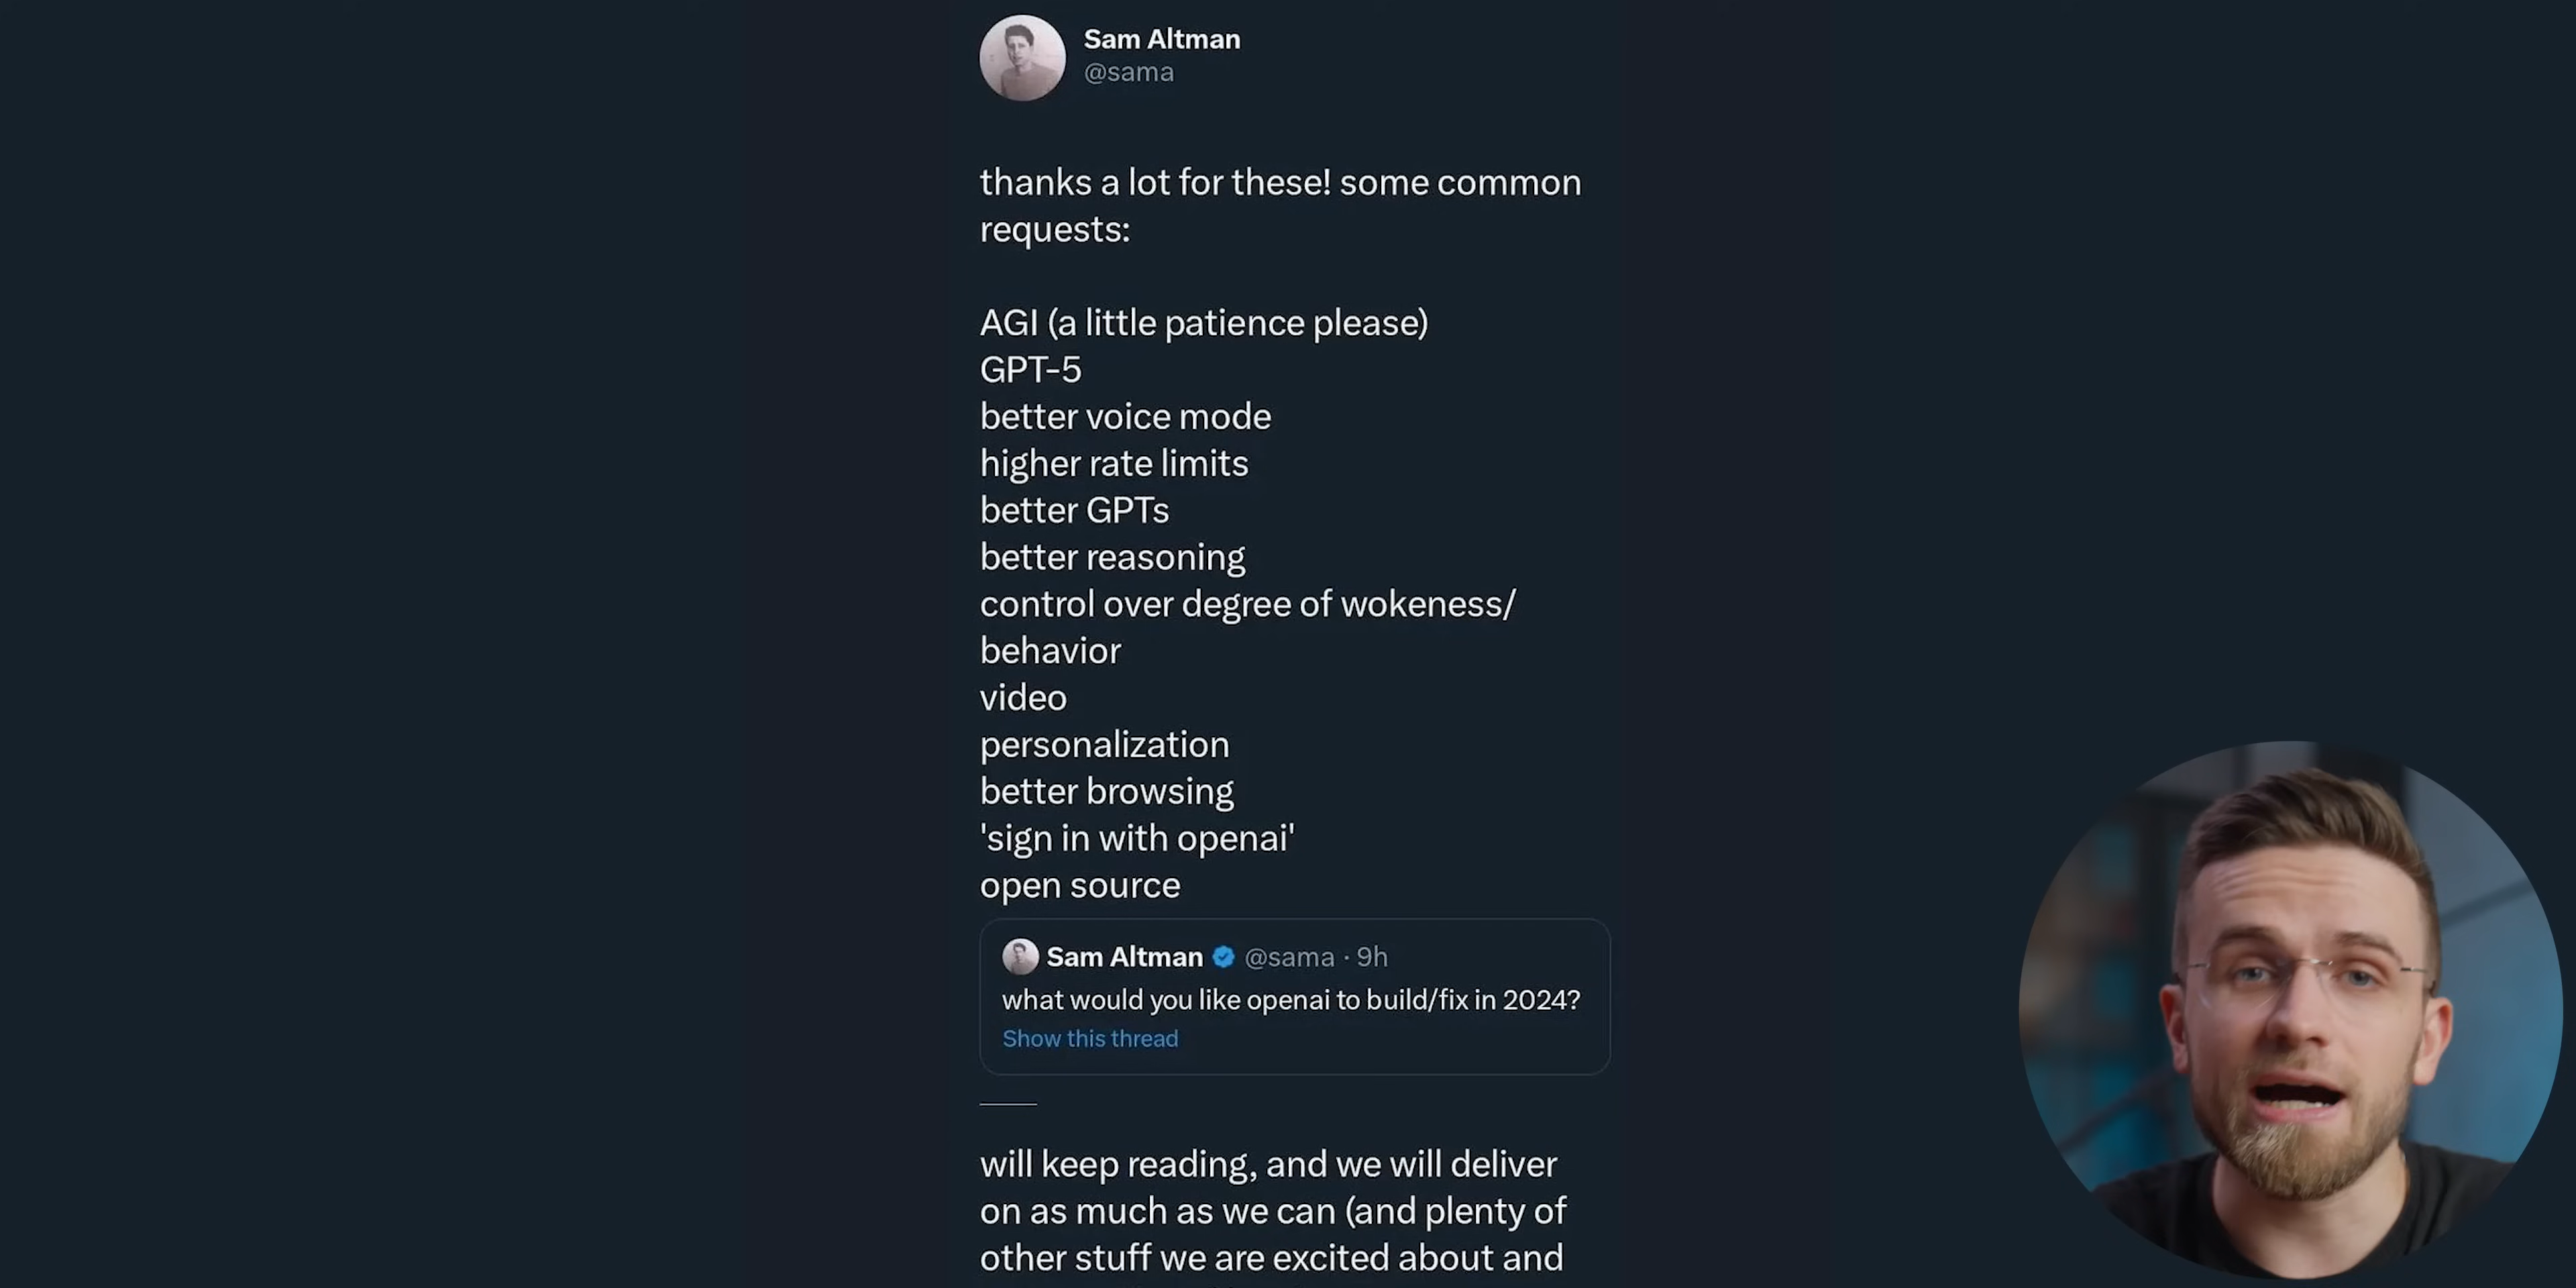 Sam Altman
@sama
thanks a lot for these! some common
requests:
AGI (a little patience please)
GPT-5
better voice mode
higher rate limits
better GPTs
better reasoning
control over degree of wokeness/
behavior
video
personalization
better browsing
'sign in with openai'
open source
Sam Altman @sama · 9h
what would you like openai to build/fix in 2024?
Show this thread
will keep reading, and we will deliver
on as much as we can (and plenty of
other stuff we are excited about and